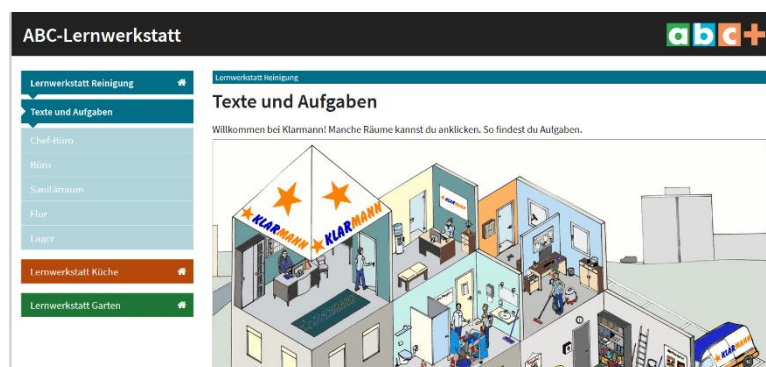 ABC-Lernwerkstatt
abc+
Lernwerkstatt Reinigung
Texte und Aufgaben
Chef-Büro
Büro
Sanitärraum
Flur
Lager
Lernwerkstatt Küche
Lernwerkstatt Garten
Lernwerkstatt Reinigung
Texte und Aufgaben
Willkommen bei Klarmann! Manche Räume kannst du anklicken. So findest du Aufgaben.
KLARMANN
KLARMANN
KLARMANN
KLARMANN